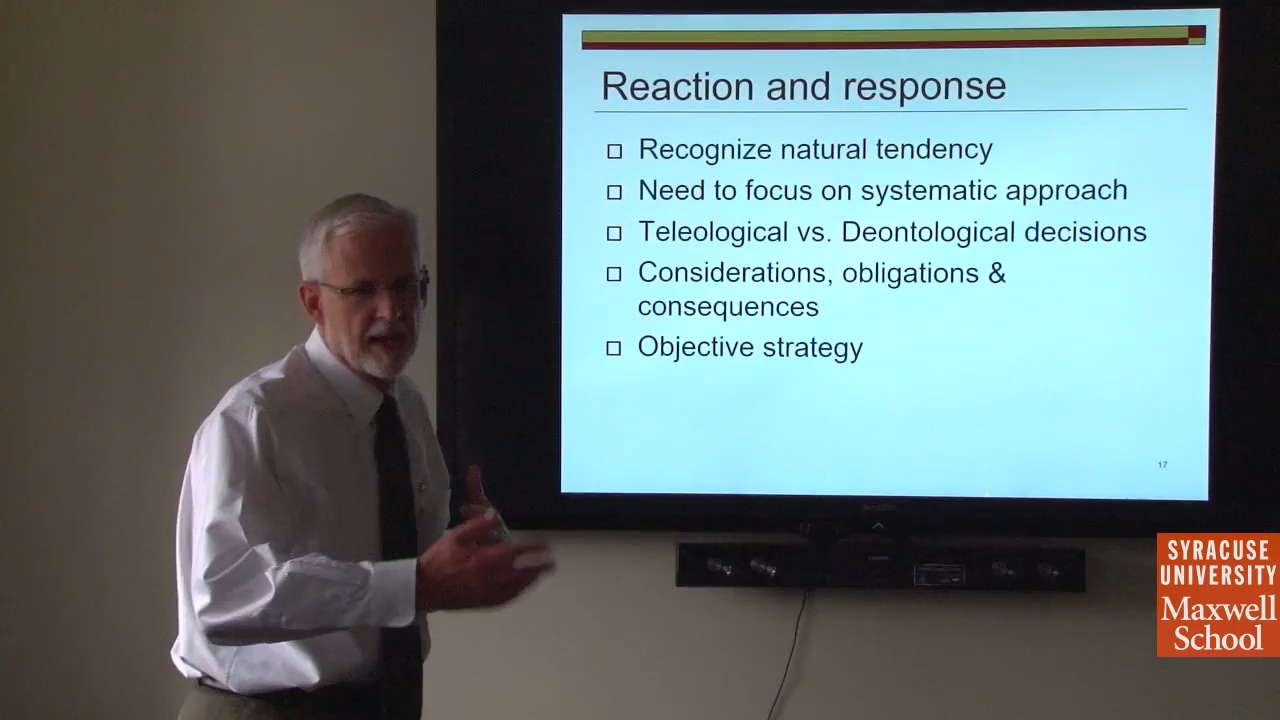 Reaction and response
Recognize natural tendency
Need to focus on systematic approach
Teleological vs. Deontological decisions
Considerations, obligations &
consequences
Objective strategy
17
SYRACUSE
UNIVERSITY
Maxwell
School